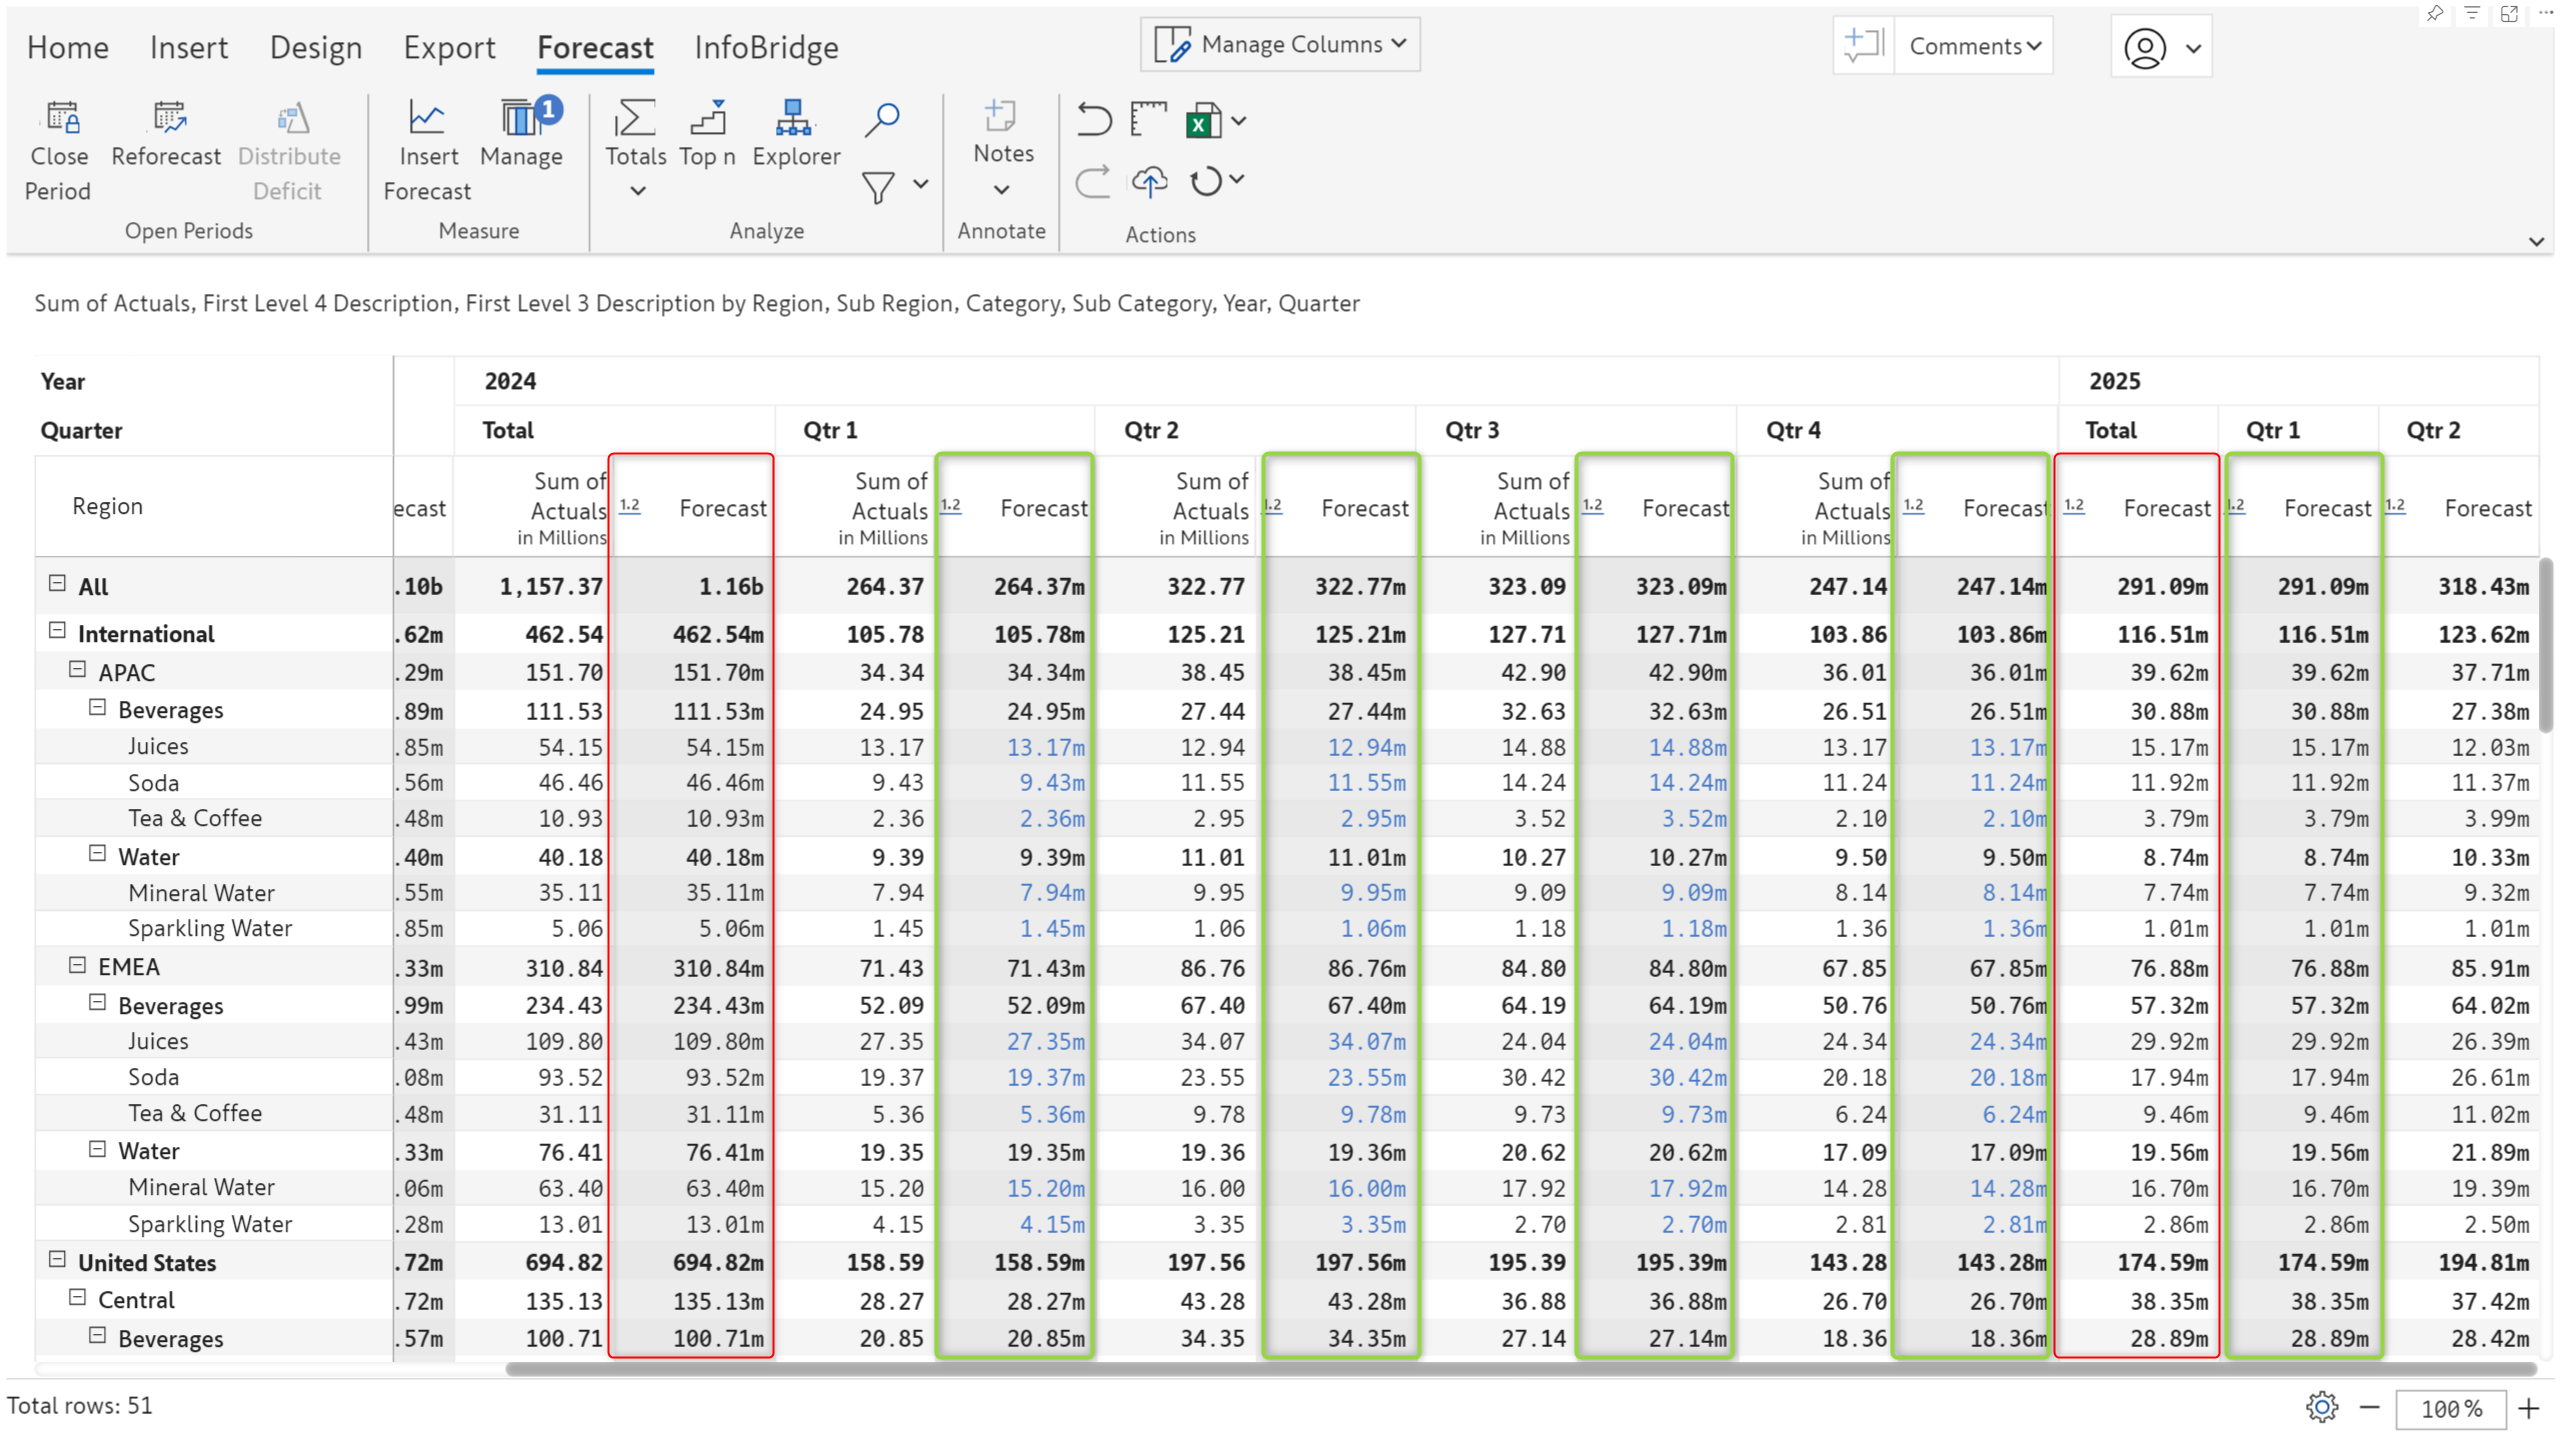 Home Insert Design Export Forecast InfoBridge Manage Columns Comments
Close Period Reforecast Distribute Deficit Insert Forecast Manage 1 Totals Top n Explorer Notes
Open Periods Measure Analyze Annotate Actions
Sum of Actuals, First Level 4 Description, First Level 3 Description by Region, Sub Region, Category, Sub Category, Year, Quarter
Year 2024 2025
Quarter Total Qtr 1 Qtr 2 Qtr 3 Qtr 4 Total Qtr 1 Qtr 2
Region ecast Sum of Actuals in Millions 1.2 Forecast Sum of Actuals in Millions 1.2 Forecast Sum of Actuals in Millions 1.2 Forecast Sum of Actuals in Millions 1.2 Forecast Sum of Actuals in Millions 1.2 Forecast 1.2 Forecast 1.2 Forecast 1.2 Forecast
All .10b 1,157.37 1.16b 264.37 264.37m 322.77 322.77m 323.09 323.09m 247.14 247.14m 291.09m 291.09m 318.43m
International .62m 462.54 462.54m 105.78 105.78m 125.21 125.21m 127.71 127.71m 103.86 103.86m 116.51m 116.51m 123.62m
APAC .29m 151.70 151.70m 34.34 34.34m 38.45 38.45m 42.90 42.90m 36.01 36.01m 39.62m 39.62m 37.71m
Beverages .89m 111.53 111.53m 24.95 24.95m 27.44 27.44m 32.63 32.63m 26.51 26.51m 30.88m 30.88m 27.38m
Juices .85m 54.15 54.15m 13.17 13.17m 12.94 12.94m 14.88 14.88m 13.17 13.17m 15.17m 15.17m 12.03m
Soda .56m 46.46 46.46m 9.43 9.43m 11.55 11.55m 14.24 14.24m 11.24 11.24m 11.92m 11.92m 11.37m
Tea & Coffee .48m 10.93 10.93m 2.36 2.36m 2.95 2.95m 3.52 3.52m 2.10 2.10m 3.79m 3.79m 3.99m
Water .40m 40.18 40.18m 9.39 9.39m 11.01 11.01m 10.27 10.27m 9.50 9.50m 8.74m 8.74m 10.33m
Mineral Water .55m 35.11 35.11m 7.94 7.94m 9.95 9.95m 9.09 9.09m 8.14 8.14m 7.74m 7.74m 9.32m
Sparkling Water .85m 5.06 5.06m 1.45 1.45m 1.06 1.06m 1.18 1.18m 1.36 1.36m 1.01m 1.01m 1.01m
EMEA .33m 310.84 310.84m 71.43 71.43m 86.76 86.76m 84.80 84.80m 67.85 67.85m 76.88m 76.88m 85.91m
Beverages .99m 234.43 234.43m 52.09 52.09m 67.40 67.40m 64.19 64.19m 50.76 50.76m 57.32m 57.32m 64.02m
Juices .43m 109.80 109.80m 27.35 27.35m 34.07 34.07m 24.04 24.04m 24.34 24.34m 29.92m 29.92m 26.39m
Soda .08m 93.52 93.52m 19.37 19.37m 23.55 23.55m 30.42 30.42m 20.18 20.18m 17.94m 17.94m 26.61m
Tea & Coffee .48m 31.11 31.11m 5.36 5.36m 9.78 9.78m 9.73 9.73m 6.24 6.24m 9.46m 9.46m 11.02m
Water .33m 76.41 76.41m 19.35 19.35m 19.36 19.36m 20.62 20.62m 17.09 17.09m 19.56m 19.56m 21.89m
Mineral Water .06m 63.40 63.40m 15.20 15.20m 16.00 16.00m 17.92 17.92m 14.28 14.28m 16.70m 16.70m 19.39m
Sparkling Water .28m 13.01 13.01m 4.15 4.15m 3.35 3.35m 2.70 2.70m 2.81 2.81m 2.86m 2.86m 2.50m
United States .72m 694.82 694.82m 158.59 158.59m 197.56 197.56m 195.39 195.39m 143.28 143.28m 174.59m 174.59m 194.81m
Central .72m 135.13 135.13m 28.27 28.27m 43.28 43.28m 36.88 36.88m 26.70 26.70m 38.35m 38.35m 37.42m
Beverages .57m 100.71 100.71m 20.85 20.85m 34.35 34.35m 27.14 27.14m 18.36 18.36m 28.89m 28.89m 28.42m
Total rows: 51 100%